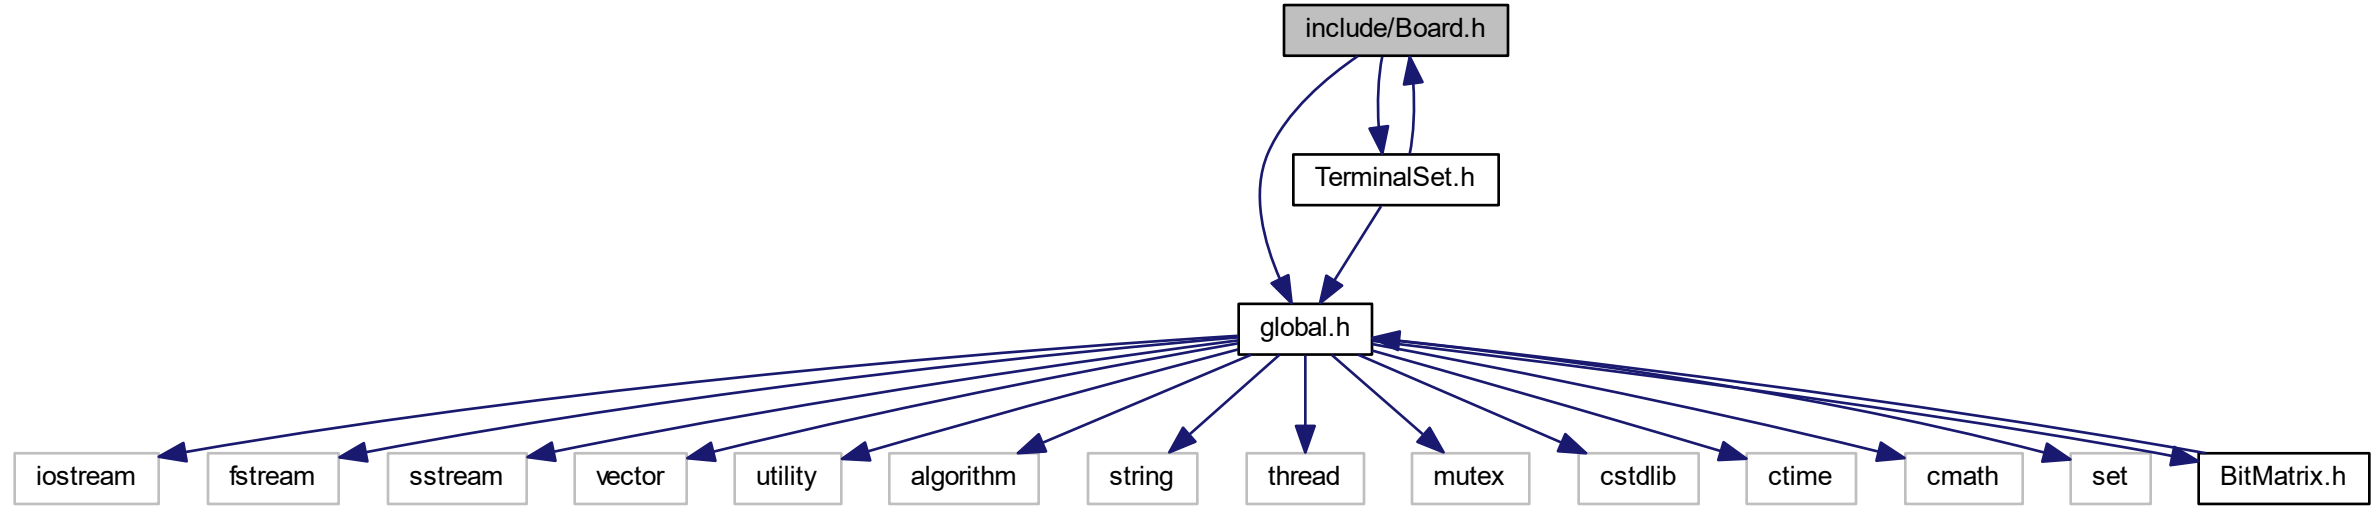 include/Board.h
TerminalSet.h
global.h
iostream
fstream
sstream
vector
utility
algorithm
string
thread
mutex
cstdlib
ctime
cmath
set
BitMatrix.h